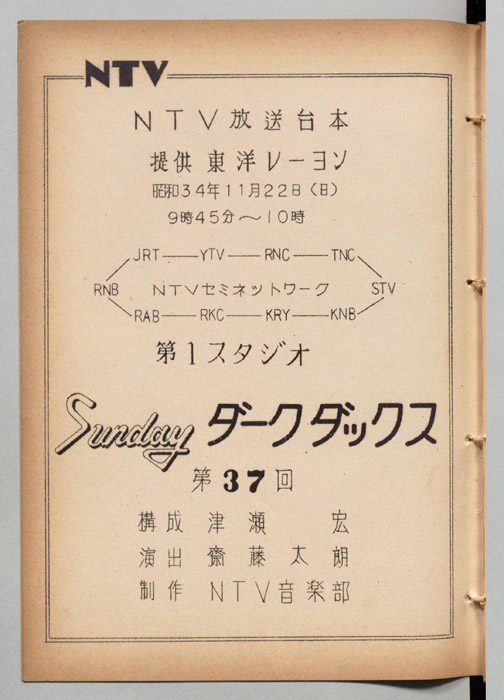 NTV
NTV放送台本
提供 東洋レーヨン
昭和34年11月22日(日)
9時45分～10時
JRT — YTV — RNC — TNC
RNB NTVセミネットワーク STV
RAB — RKC — KRY — KNB
第1スタジオ
Sunday ダークダックス
第37回
構成 津瀬 宏
演出 齋藤太朗
制作 NTV音楽部